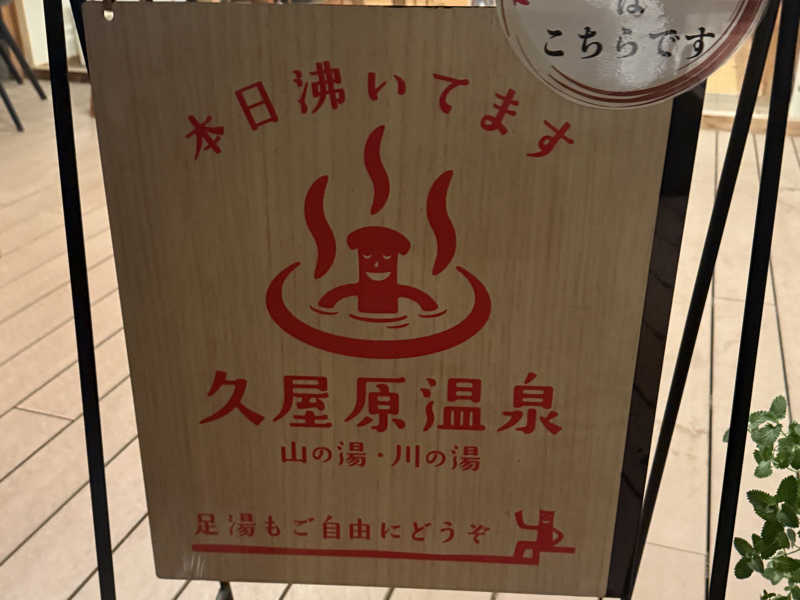 は
こちらです
本日沸いてます
久屋原温泉
山の湯・川の湯
足湯もご自由にどうぞ